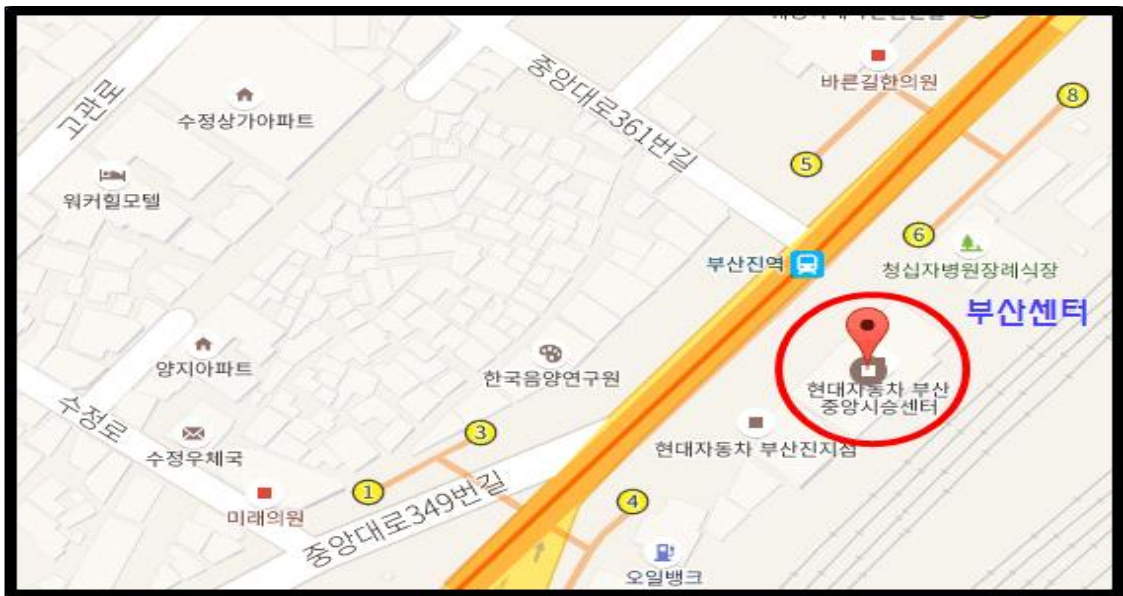 바른길한의원
8
고관로
수정상가아파트
중앙대로361번길
5
워커힐모텔
6
부산진역
청십자병원장례식장
부산센터
양지아파트
한국음양연구원
현대자동차 부산
중앙시승센터
수정로
3
수정우체국
현대자동차 부산진지점
1
4
미래의원
중앙대로349번길
오일뱅크